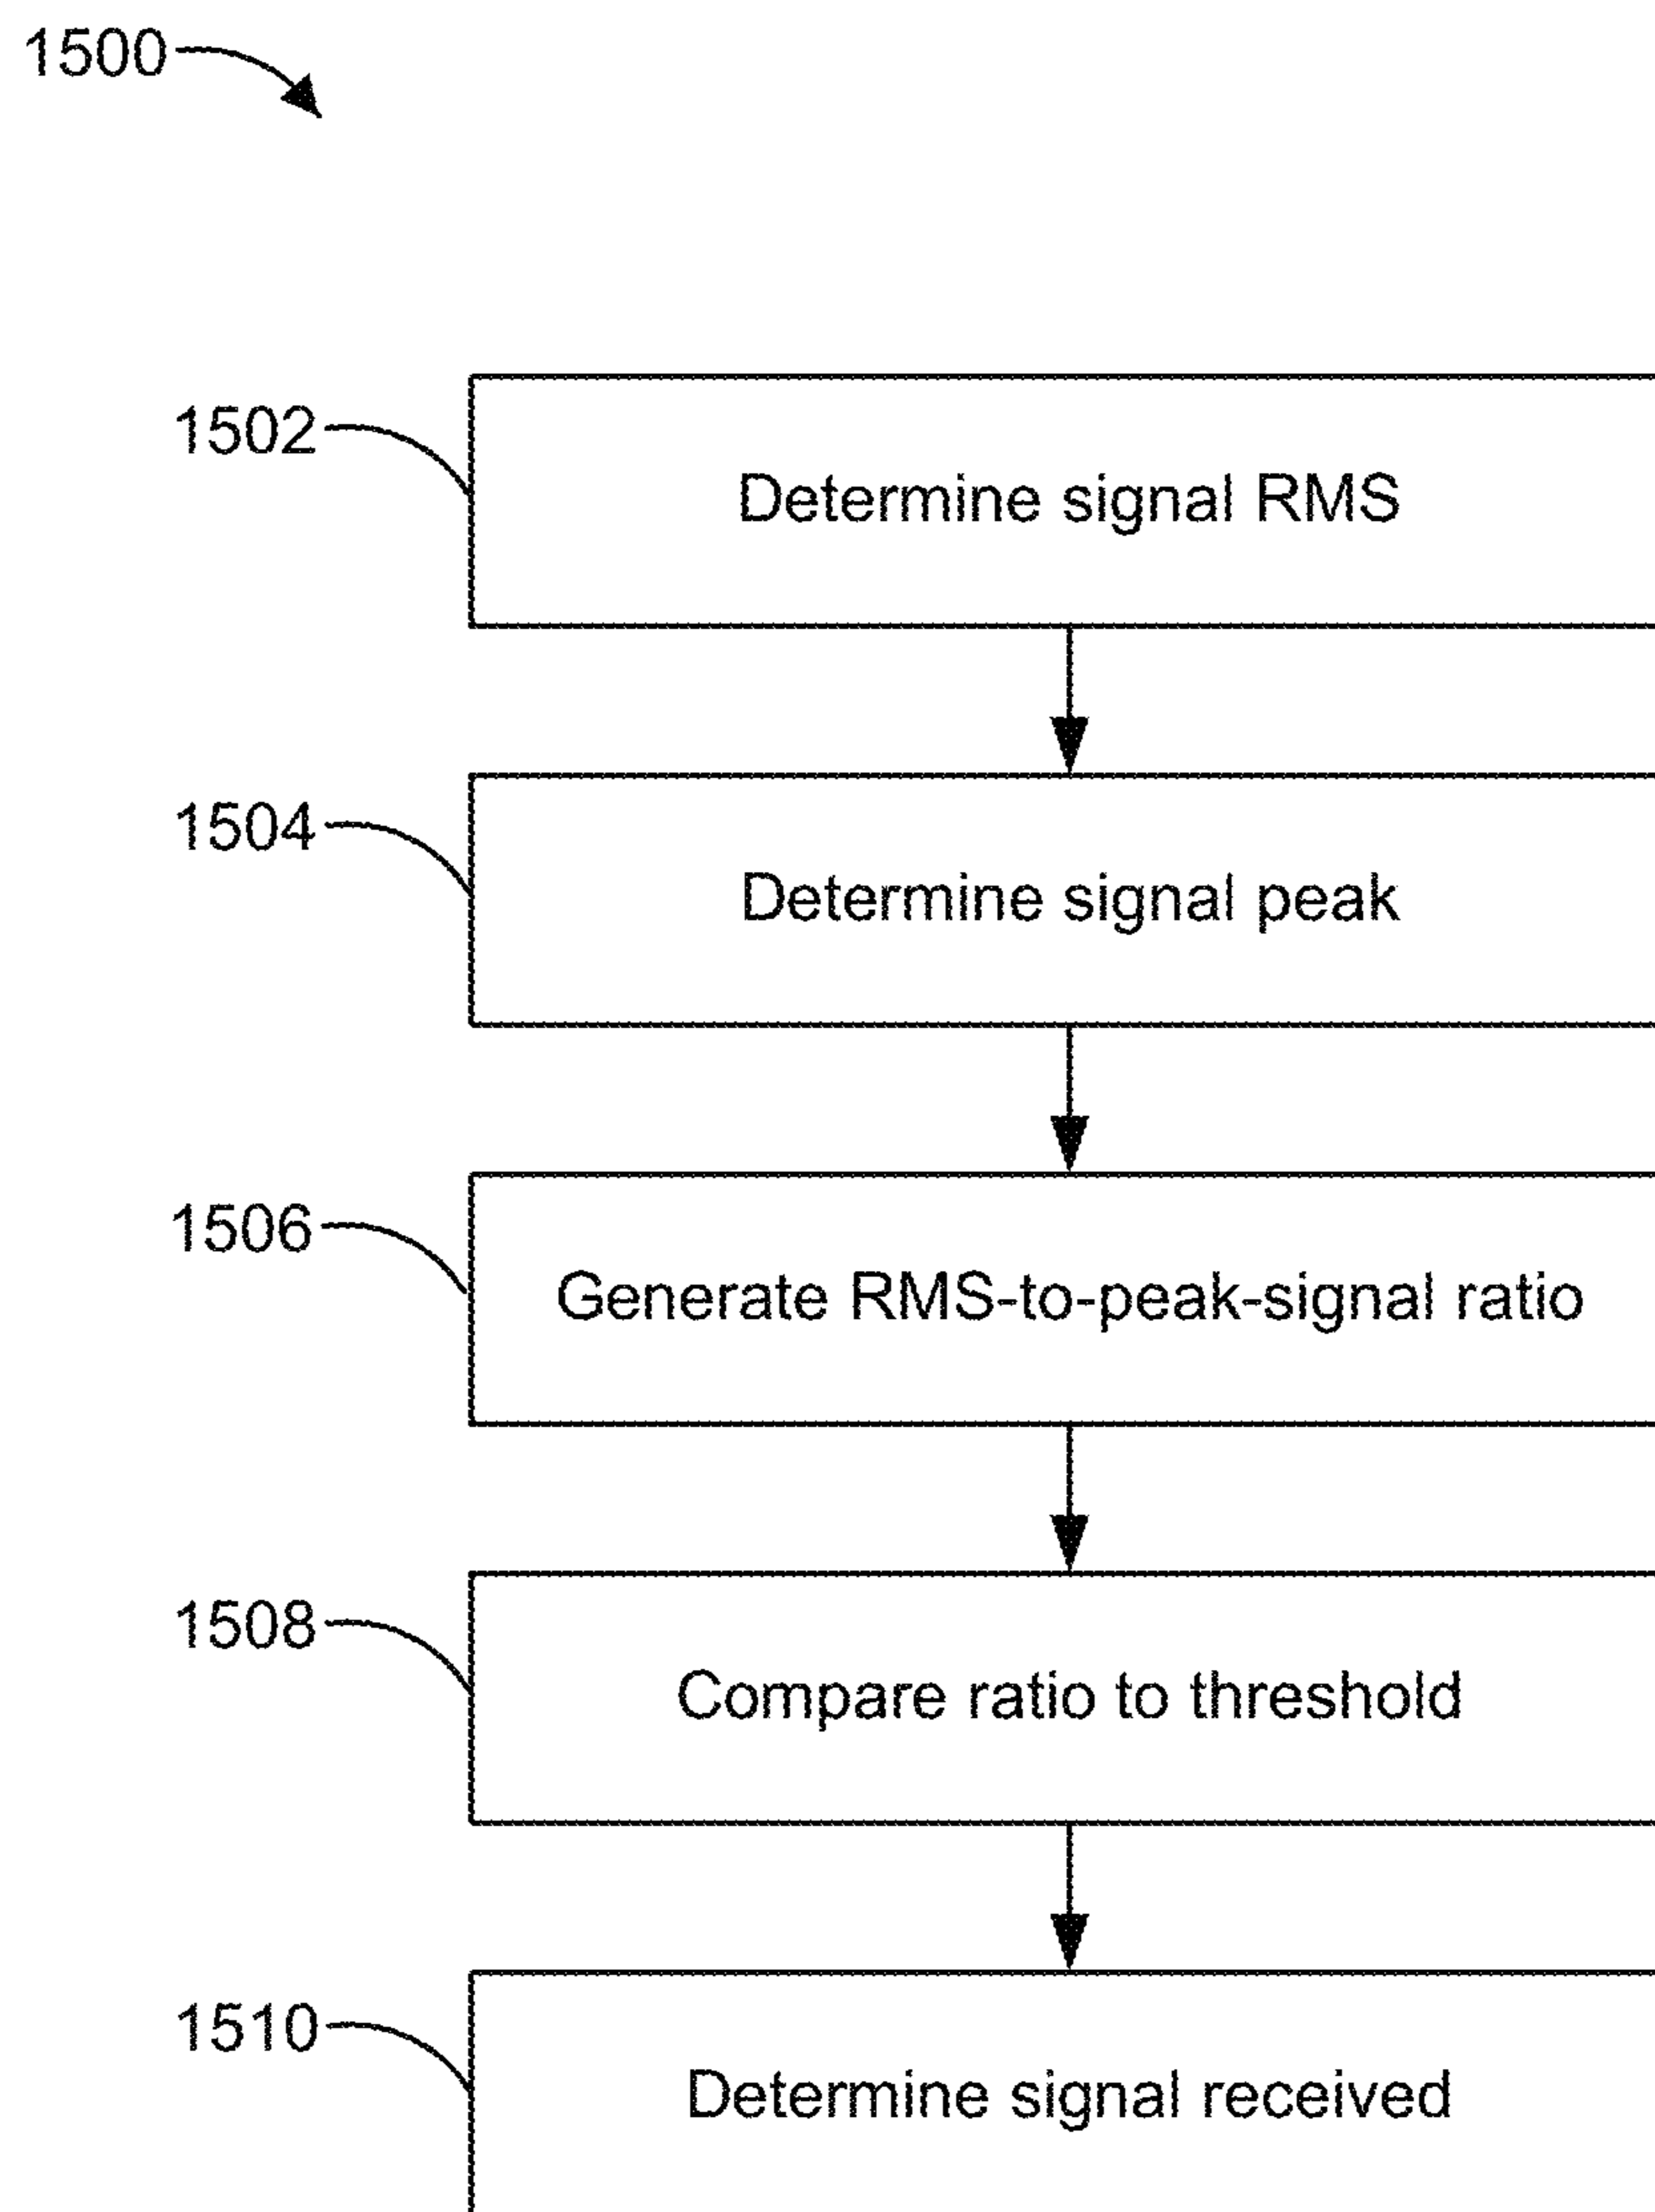 1500
1502
Determine signal RMS
1504
Determine signal peak
1506
Generate RMS-to-peak-signal ratio
1508
Compare ratio to threshold
1510
Determine signal received